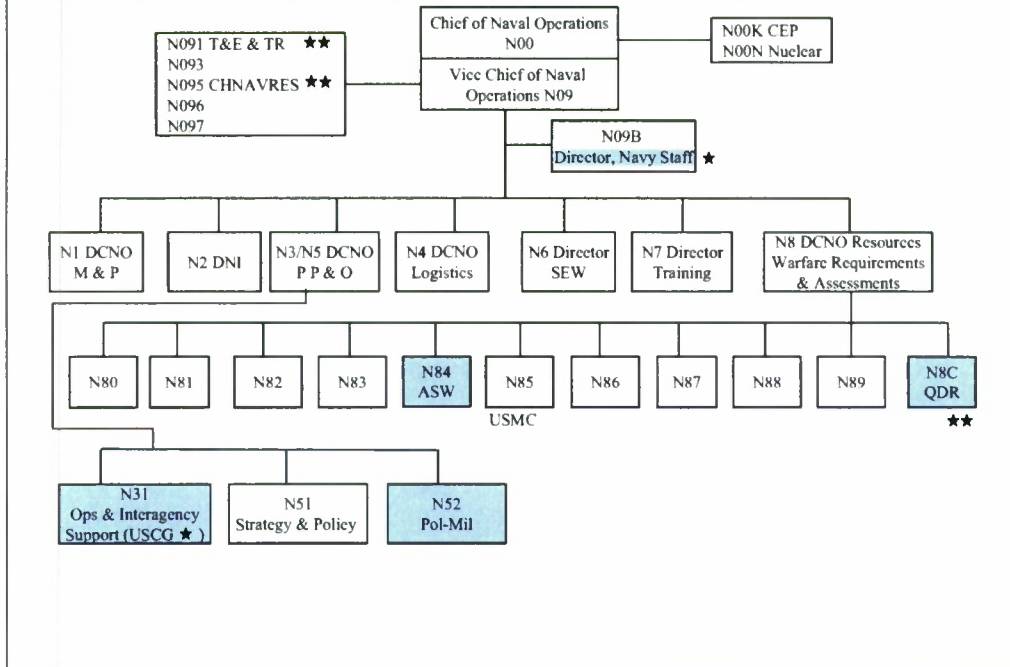 Chief of Naval Operations
N00
Vice Chief of Naval
Operations N09
N091 T&E & TR ★★
N093
N095 CHNAVRES ★★
N096
N097
N00K CEP
N00N Nuclear
N09B
Director, Navy Staff ★
N1 DCNO
M & P
N2 DNI
N3/N5 DCNO
P P & O
N4 DCNO
Logistics
N6 Director
SEW
N7 Director
Training
N8 DCNO Resources
Warfare Requirements
& Assessments
N80
N81
N82
N83
N84
ASW
N85
USMC
N86
N87
N88
N89
N8C
QDR
★★
N31
Ops & Interagency
Support (USCG ★ )
N51
Strategy & Policy
N52
Pol-Mil